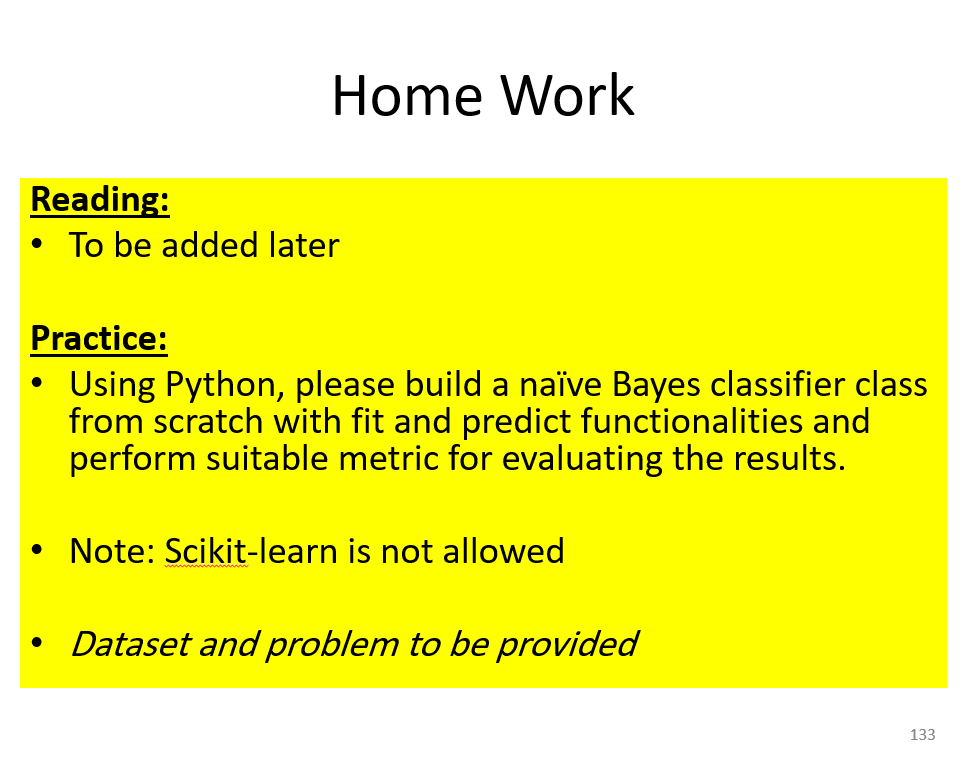 Home Work
Reading:
• To be added later
Practice:
• Using Python, please build a naïve Bayes classifier class
from scratch with fit and predict functionalities and
perform suitable metric for evaluating the results.
• Note: Scikit-learn is not allowed
• Dataset and problem to be provided
133